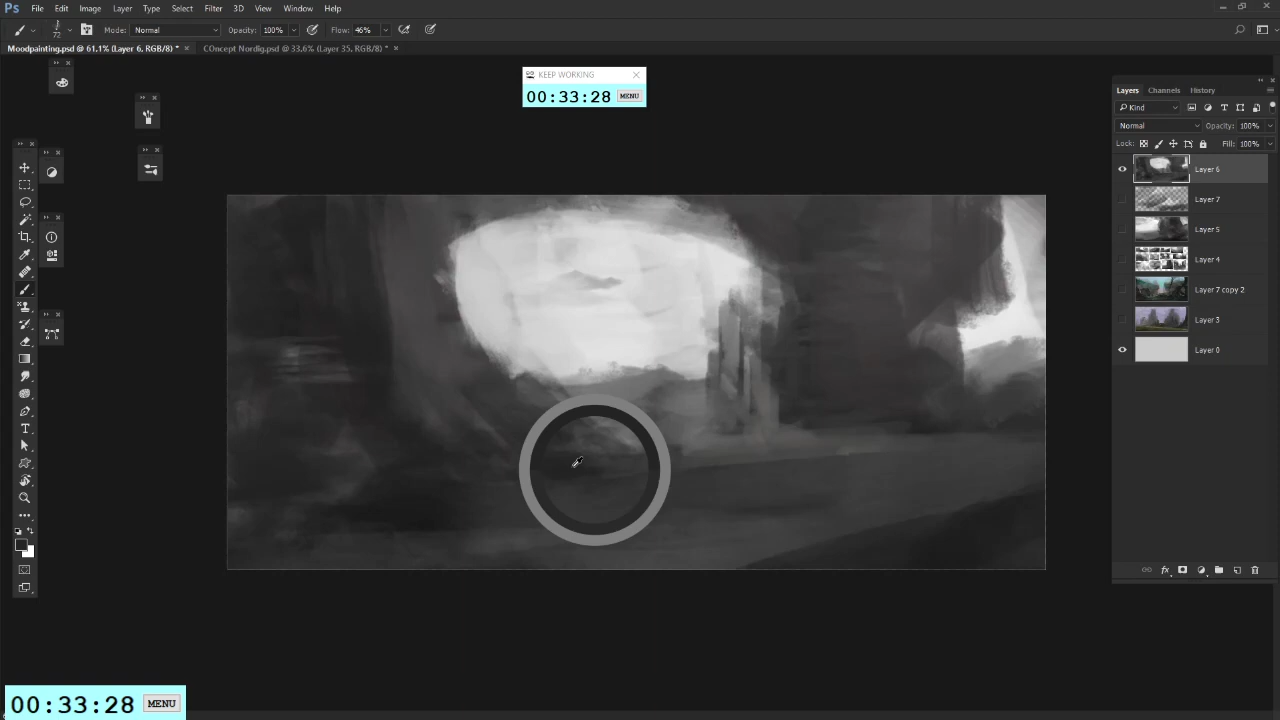 Ps File Edit Image Layer Type Select Filter 3D View Window Help
72 Mode: Normal Opacity: 100% Flow: 46%
Moodpainting.psd @ 61,1% (Layer 6, RGB/8) * × COncept Nordig.psd @ 33,6% (Layer 35, RGB/8) * ×
KEEP WORKING
00:33:28 MENU
Layers Channels History
Kind
Normal Opacity: 100%
Lock: Fill: 100%
Layer 6
Layer 7
Layer 5
Layer 4
Layer 7 copy 2
Layer 3
Layer 0
fx
00:33:28 MENU